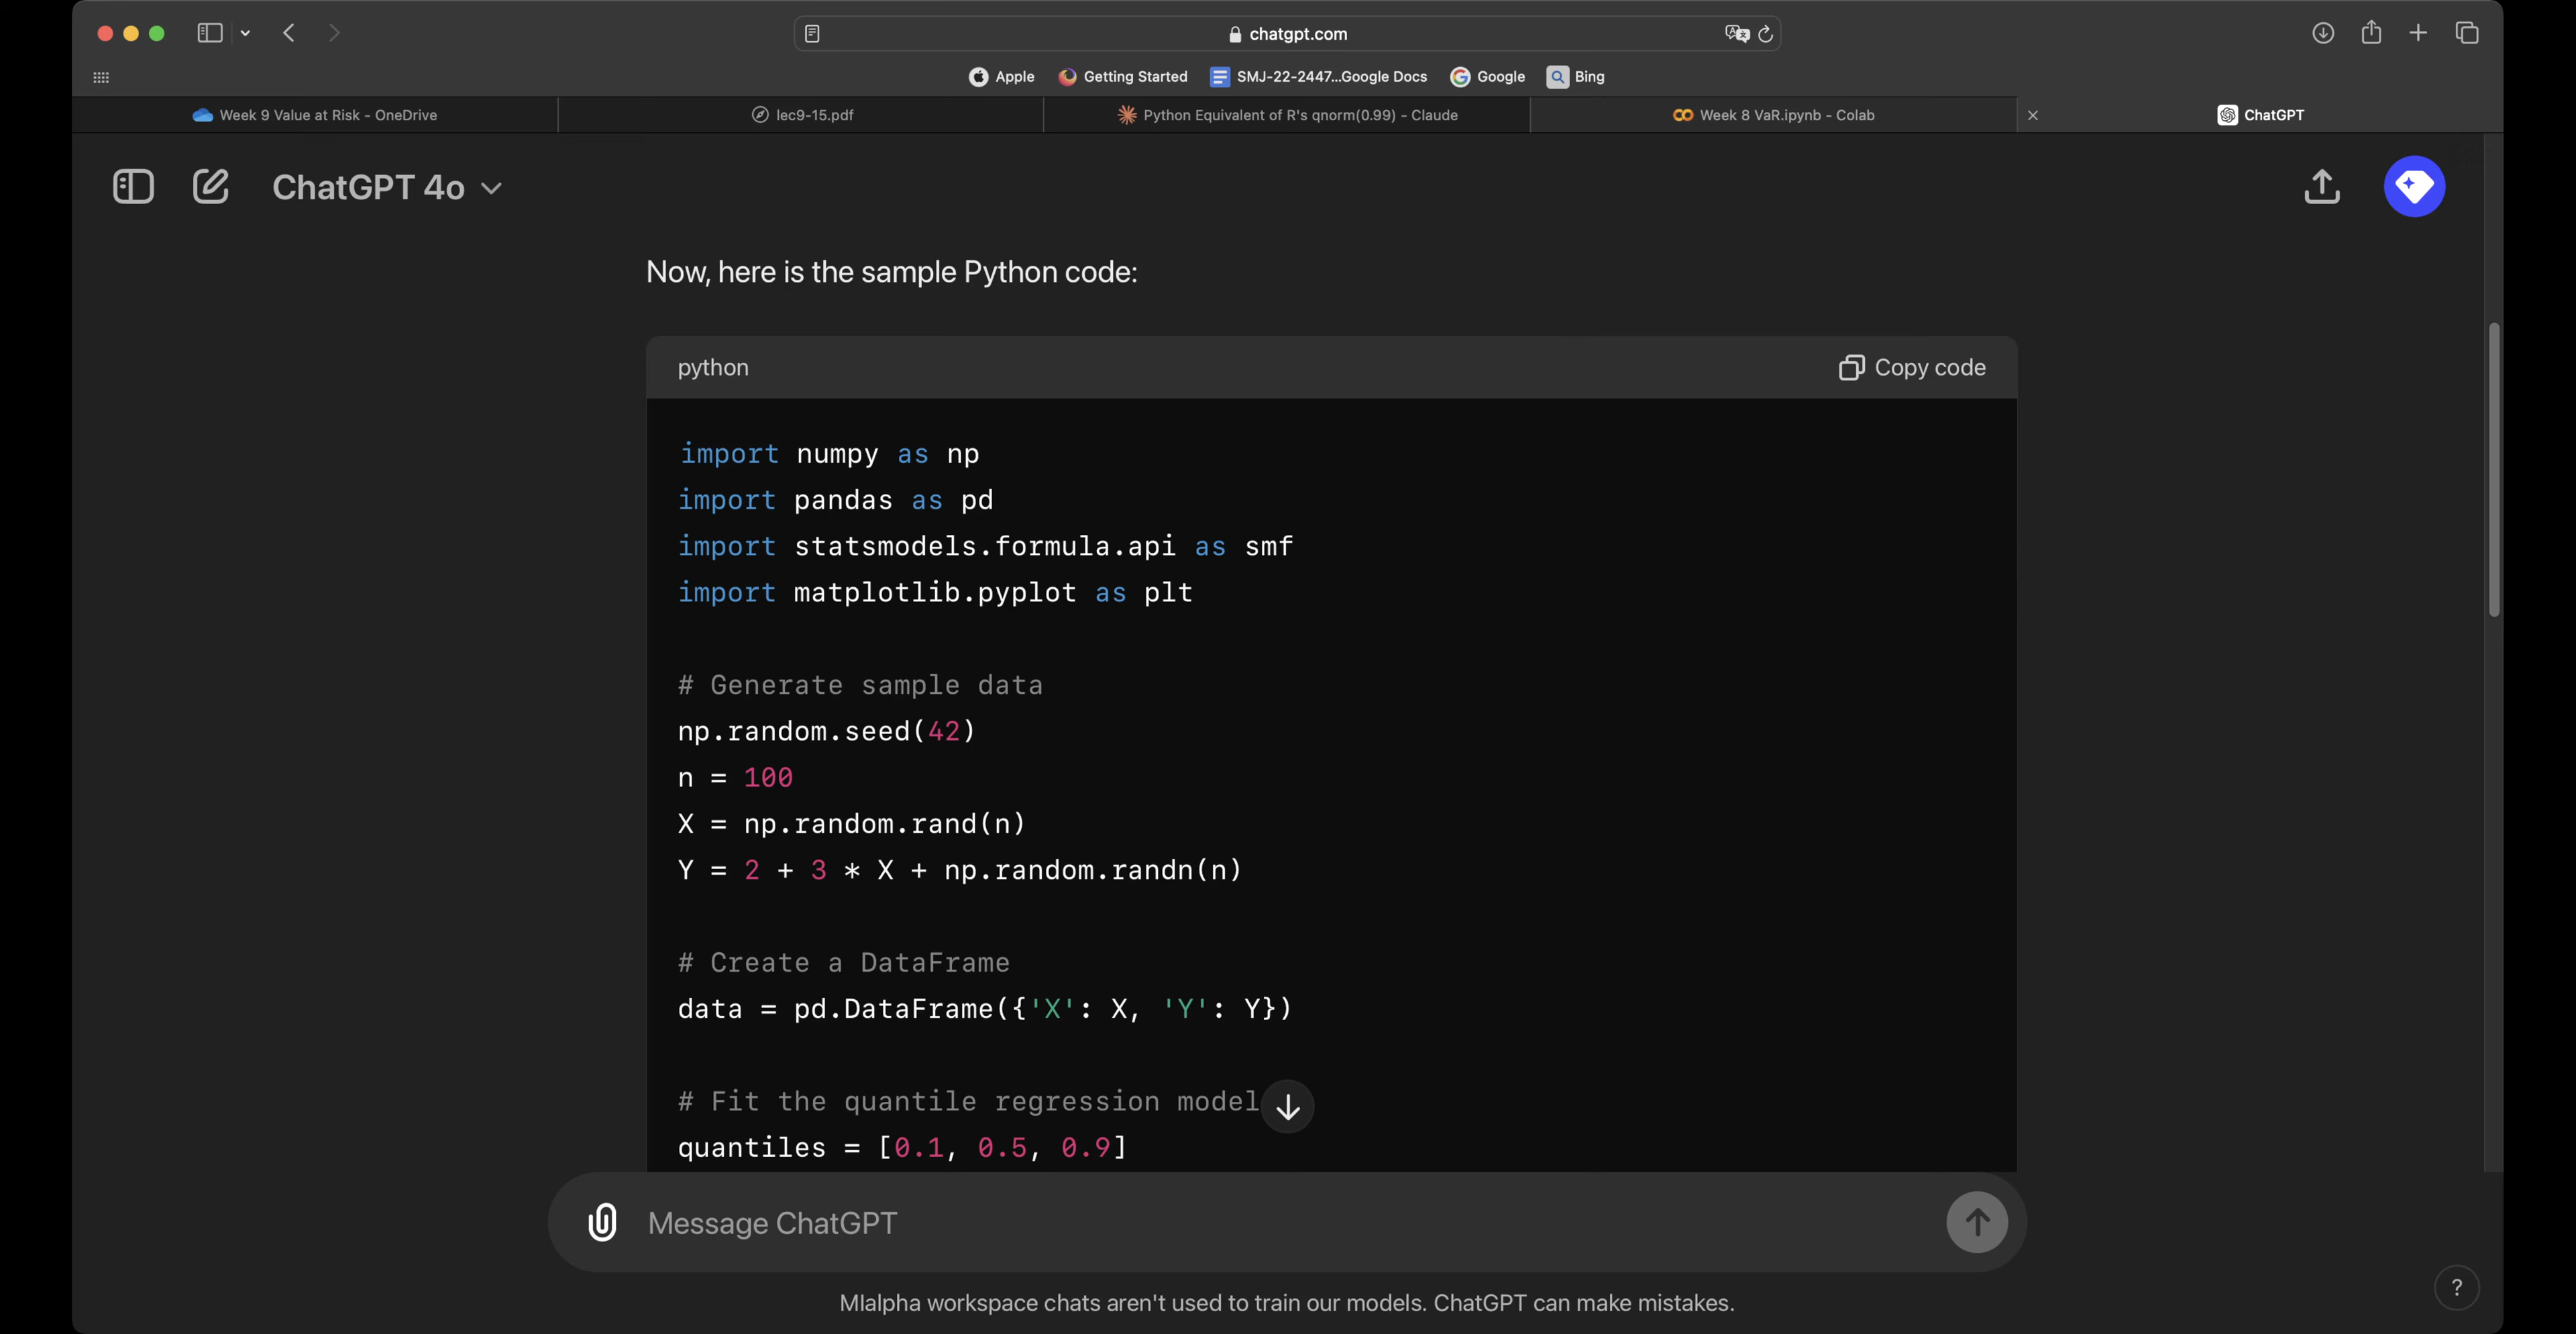 chatgpt.com
Apple
Getting Started
SMJ-22-2447...Google Docs
Google
Bing
Week 9 Value at Risk - OneDrive
lec9-15.pdf
Python Equivalent of R's qnorm(0.99) - Claude
Week 8 VaR.ipynb - Colab
ChatGPT
ChatGPT 4o
Now, here is the sample Python code:
python
Copy code
import numpy as np
import pandas as pd
import statsmodels.formula.api as smf
import matplotlib.pyplot as plt
# Generate sample data
np.random.seed(42)
n = 100
X = np.random.rand(n)
Y = 2 + 3 * X + np.random.randn(n)
# Create a DataFrame
data = pd.DataFrame({'X': X, 'Y': Y})
# Fit the quantile regression model
quantiles = [0.1, 0.5, 0.9]
Message ChatGPT
Mlalpha workspace chats aren't used to train our models. ChatGPT can make mistakes.
?